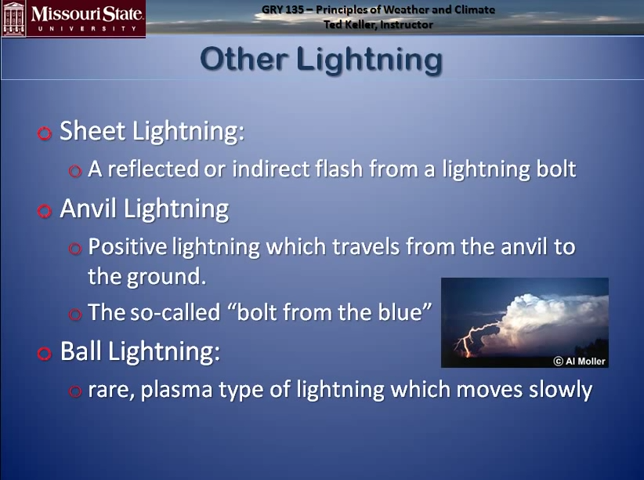 Missouri State.
UNIVERSITY
GRY 135 – Principles of Weather and Climate
Ted Keller, Instructor
Other Lightning
Sheet Lightning:
A reflected or indirect flash from a lightning bolt
Anvil Lightning
Positive lightning which travels from the anvil to
the ground.
The so-called “bolt from the blue”
© Al Moller
Ball Lightning:
rare, plasma type of lightning which moves slowly